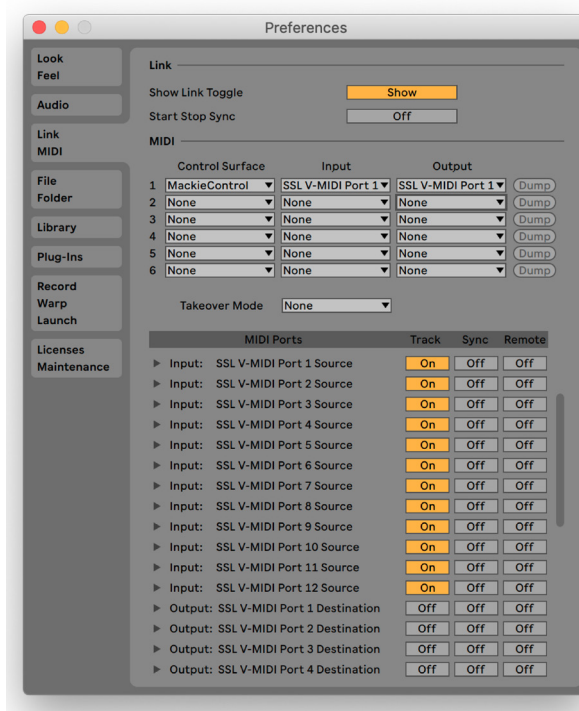 Preferences
Look
Feel
Audio
Link
MIDI
File
Folder
Library
Plug-Ins
Record
Warp
Launch
Licenses
Maintenance
Link
Show Link Toggle Show
Start Stop Sync Off
MIDI
Control Surface Input Output
1 MackieControl SSL V-MIDI Port 1 SSL V-MIDI Port 1 Dump
2 None None None Dump
3 None None None Dump
4 None None None Dump
5 None None None Dump
6 None None None Dump
Takeover Mode None
MIDI Ports Track Sync Remote
Input: SSL V-MIDI Port 1 Source On Off Off
Input: SSL V-MIDI Port 2 Source On Off Off
Input: SSL V-MIDI Port 3 Source On Off Off
Input: SSL V-MIDI Port 4 Source On Off Off
Input: SSL V-MIDI Port 5 Source On Off Off
Input: SSL V-MIDI Port 6 Source On Off Off
Input: SSL V-MIDI Port 7 Source On Off Off
Input: SSL V-MIDI Port 8 Source On Off Off
Input: SSL V-MIDI Port 9 Source On Off Off
Input: SSL V-MIDI Port 10 Source On Off Off
Input: SSL V-MIDI Port 11 Source On Off Off
Input: SSL V-MIDI Port 12 Source On Off Off
Output: SSL V-MIDI Port 1 Destination Off Off Off
Output: SSL V-MIDI Port 2 Destination Off Off Off
Output: SSL V-MIDI Port 3 Destination Off Off Off
Output: SSL V-MIDI Port 4 Destination Off Off Off